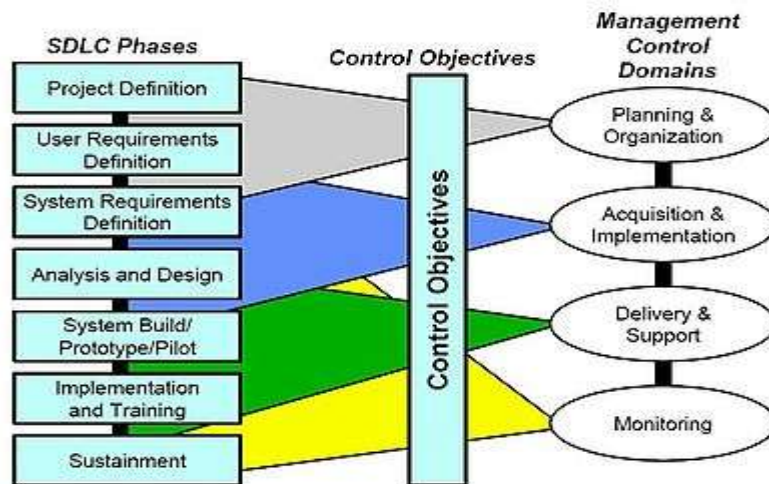 SDLC Phases
Project Definition
User Requirements
Definition
System Requirements
Definition
Analysis and Design
System Build/
Prototype/Pilot
Implementation
and Training
Sustainment
Control Objectives
Control Objectives
Management
Control
Domains
Planning &
Organization
Acquisition &
Implementation
Delivery &
Support
Monitoring